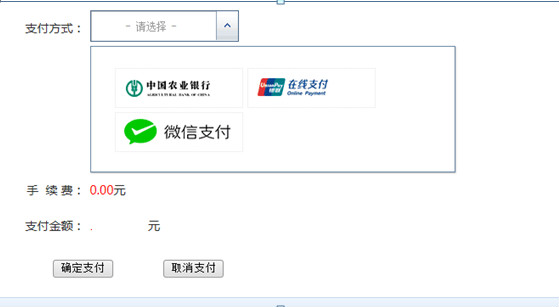 支付方式： - 请选择 -
中国农业银行 UnionPay 银联 在线支付
AGRICULTURAL BANK OF CHINA Online Payment
微信支付
手 续 费： 0.00元
支付金额： . 元
确定支付 取消支付